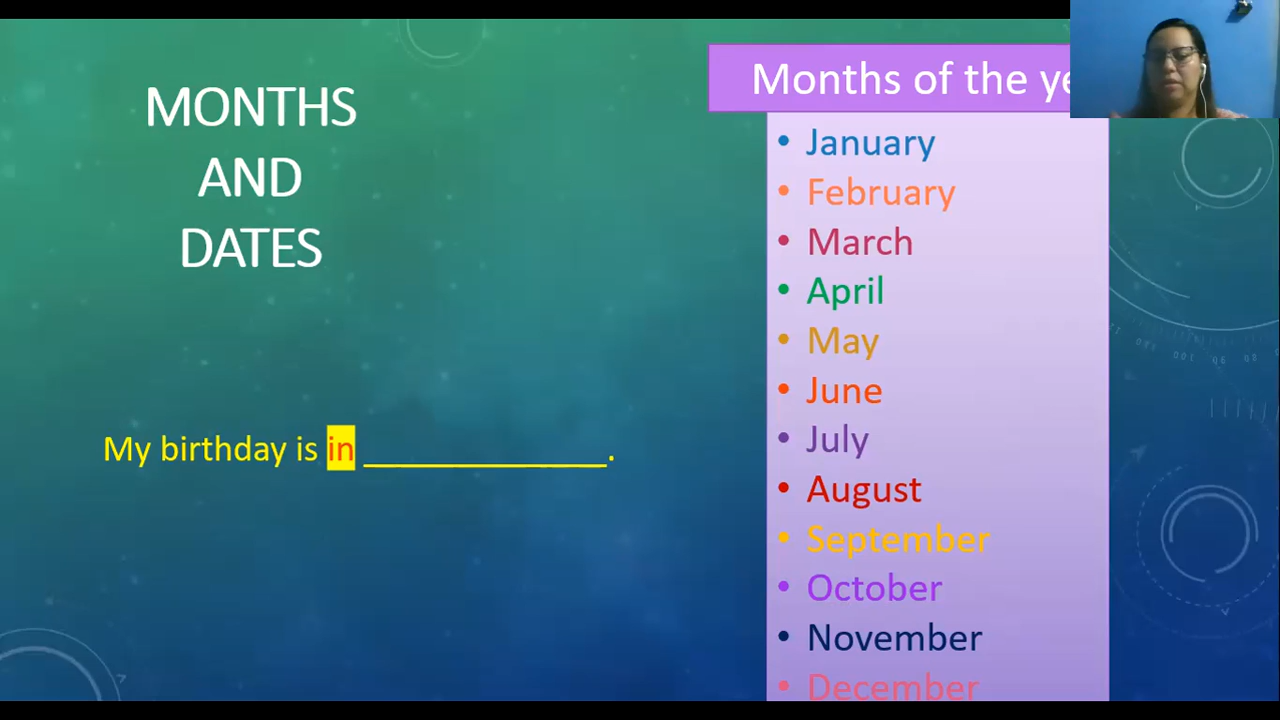 MONTHS
AND
DATES
My birthday is in ______________.
Months of the ye
• January
• February
• March
• April
• May
• June
• July
• August
• September
• October
• November
• December